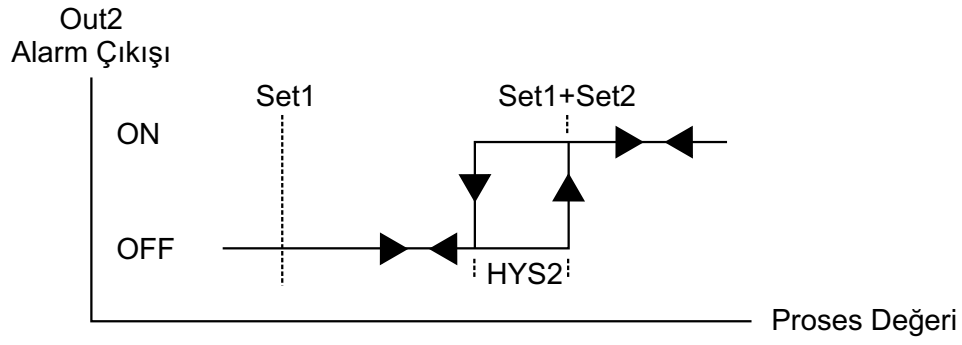 Out2
Alarm Çıkışı
Set1
Set1+Set2
ON
OFF
HYS2
Proses Değeri